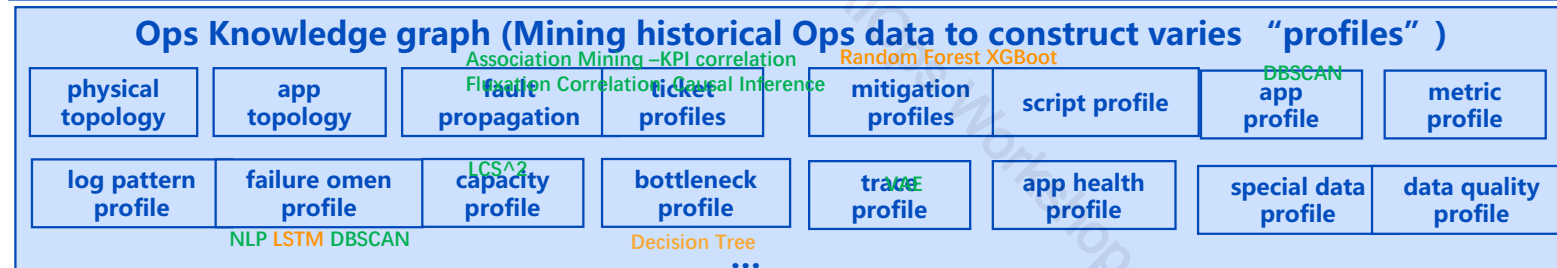 Ops Knowledge graph (Mining historical Ops data to construct varies “profiles”)
Association Mining –KPI correlation
Random Forest XGBoot
Fluxation Correlation Causal Inference
DBSCAN
physical
topology
app
topology
fault
propagation
ticket
profiles
mitigation
profiles
script profile
app
profile
metric
profile
LCS^2
VAE
log pattern
profile
failure omen
profile
capacity
profile
bottleneck
profile
trace
profile
app health
profile
special data
profile
data quality
profile
NLP LSTM DBSCAN
Decision Tree
...
AIOps Workshop